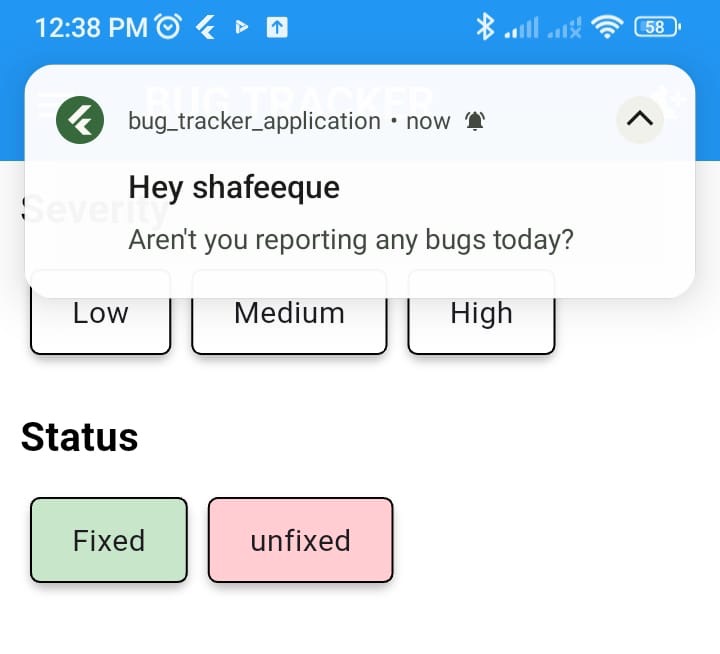 12:38 PM
58
BUG TRACKER
bug_tracker_application • now
Hey shafeeque
Severity
Aren't you reporting any bugs today?
Low Medium High
Status
Fixed unfixed